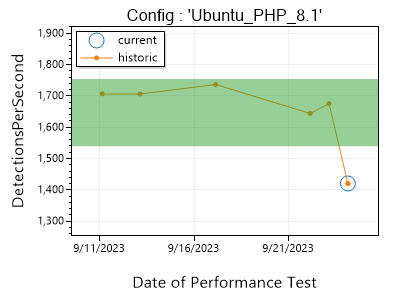 Config : 'Ubuntu_PHP_8.1'
1,900
1,800
1,700
1,600
1,500
1,400
1,300
current
historic
DetectionsPerSecond
9/11/2023
9/16/2023
9/21/2023
Date of Performance Test